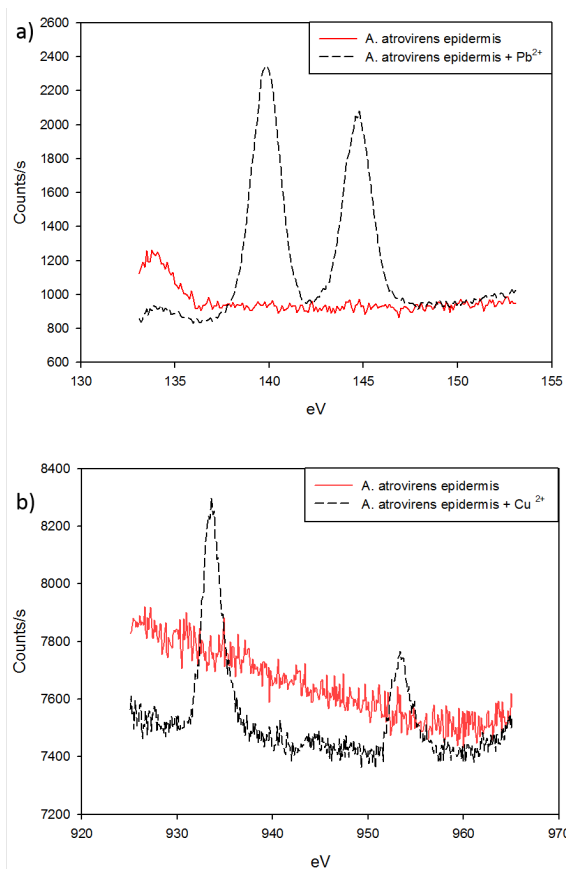 a)
2600
2400
2200
2000
1800
1600
1400
1200
1000
800
600
Counts/s
A. atrovirens epidermis
A. atrovirens epidermis + Pb²⁺
130 135 140 145 150 155
eV
b)
8400
8200
8000
7800
7600
7400
7200
Counts/s
A. atrovirens epidermis
A. atrovirens epidermis + Cu ²⁺
920 930 940 950 960 970
eV